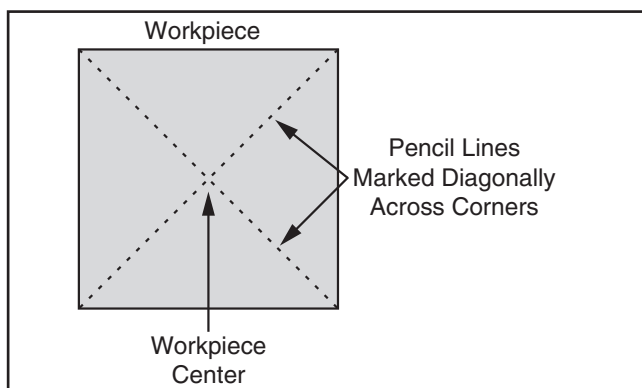 Workpiece
Pencil Lines
Marked Diagonally
Across Corners
Workpiece
Center